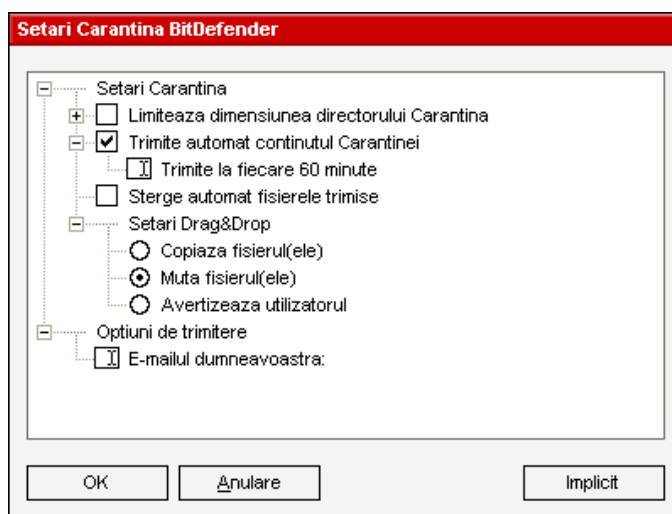 Setari Carantina BitDefender
Setari Carantina
Limiteaza dimensiunea directorului Carantina
Trimite automat continutul Carantinei
Trimite la fiecare 60 minute
Sterge automat fisierele trimise
Setari Drag&Drop
Copiaza fisierul(ele)
Muta fisierul(ele)
Avertizeaza utilizatorul
Optiuni de trimitere
E-mailul dumneavoastra:
OK Anulare Implicit